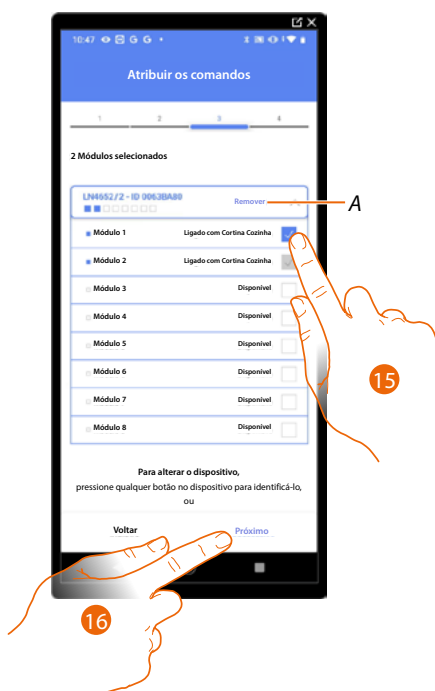 10:47 G G
Atribuir os comandos
1 2 3 4
2 Módulos selecionados
LN4652/2 - ID 0063BA80 Remover A
Módulo 1 Ligado com Cortina Cozinha
Módulo 2 Ligado com Cortina Cozinha
Módulo 3 Disponível
Módulo 4 Disponível
Módulo 5 Disponível
Módulo 6 Disponível
Módulo 7 Disponível
Módulo 8 Disponível
15
Para alterar o dispositivo,
pressione qualquer botão no dispositivo para identificá-lo,
ou
Voltar Próximo
16